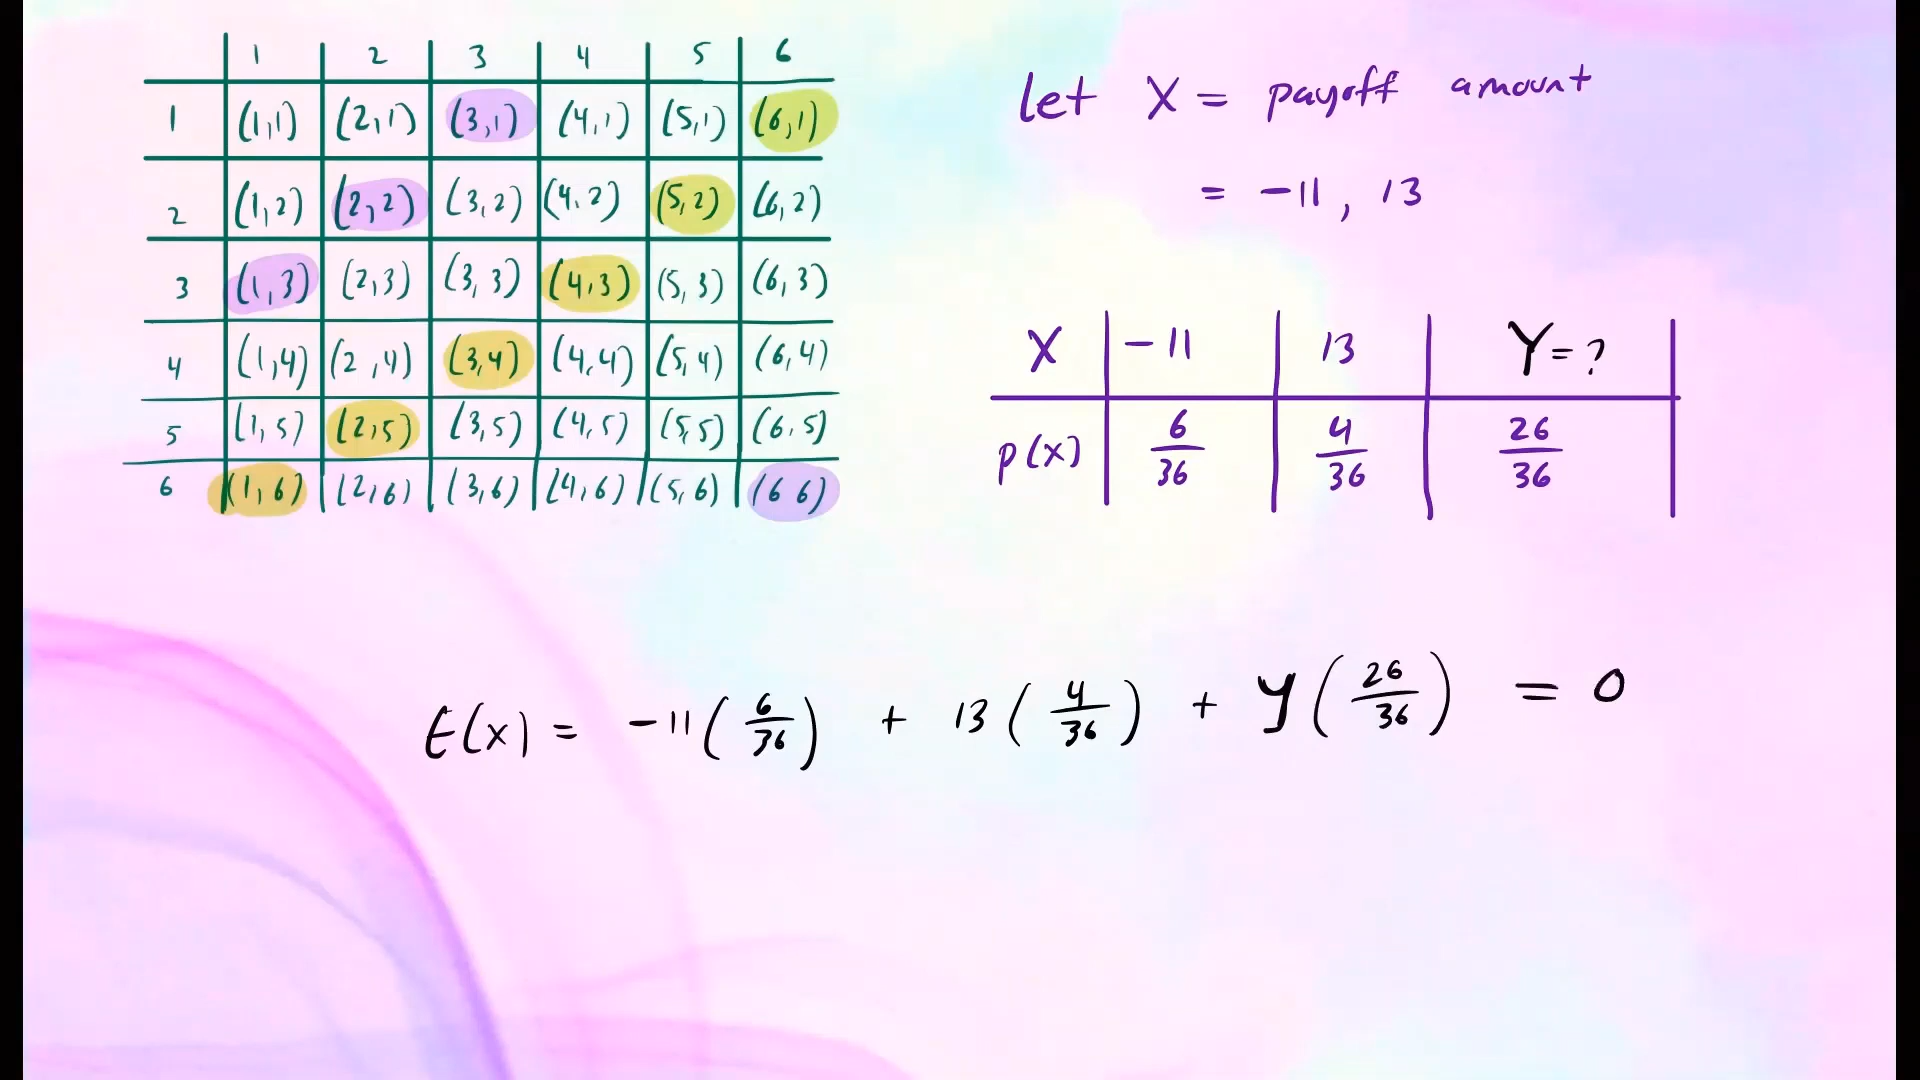 1 2 3 4 5 6
1 (1,1) (2,1) (3,1) (4,1) (5,1) (6,1)
2 (1,2) (2,2) (3,2) (4,2) (5,2) (6,2)
3 (1,3) (2,3) (3,3) (4,3) (5,3) (6,3)
4 (1,4) (2,4) (3,4) (4,4) (5,4) (6,4)
5 (1,5) (2,5) (3,5) (4,5) (5,5) (6,5)
6 (1,6) (2,6) (3,6) (4,6) (5,6) (6 6)
let X = payoff amount
= -11, 13
X -11 13 Y=?
p(x) 6/36 4/36 26/36
E(x) = -11(6/36) + 13(4/36) + y(26/36) = 0